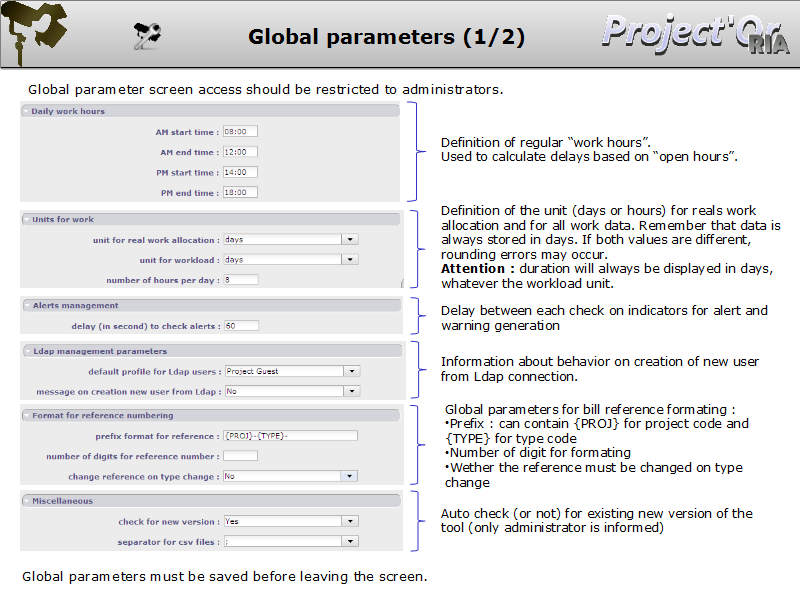 Global parameters (1/2)
Project'Or
RIA
Global parameter screen access should be restricted to administrators.
Daily work hours
AM start time : 08:00
AM end time : 12:00
PM start time : 14:00
PM end time : 18:00
Definition of regular “work hours”.
Used to calculate delays based on “open hours”.
Units for work
unit for real work allocation : days
unit for workload : days
number of hours per day : 8
Definition of the unit (days or hours) for reals work
allocation and for all work data. Remember that data is
always stored in days. If both values are different,
rounding errors may occur.
Attention : duration will always be displayed in days,
whatever the workload unit.
Alerts management
delay (in second) to check alerts : 60
Delay between each check on indicators for alert and
warning generation
Ldap management parameters
default profile for Ldap users : Project Guest
message on creation new user from Ldap : No
Information about behavior on creation of new user
from Ldap connection.
Format for reference numbering
prefix format for reference : {PROJ}-{TYPE}-
number of digits for reference number :
change reference on type change : No
Global parameters for bill reference formating :
•Prefix : can contain {PROJ} for project code and
{TYPE} for type code
•Number of digit for formating
•Wether the reference must be changed on type
change
Miscellaneous
check for new version : Yes
separator for csv files : ;
Auto check (or not) for existing new version of the
tool (only administrator is informed)
Global parameters must be saved before leaving the screen.